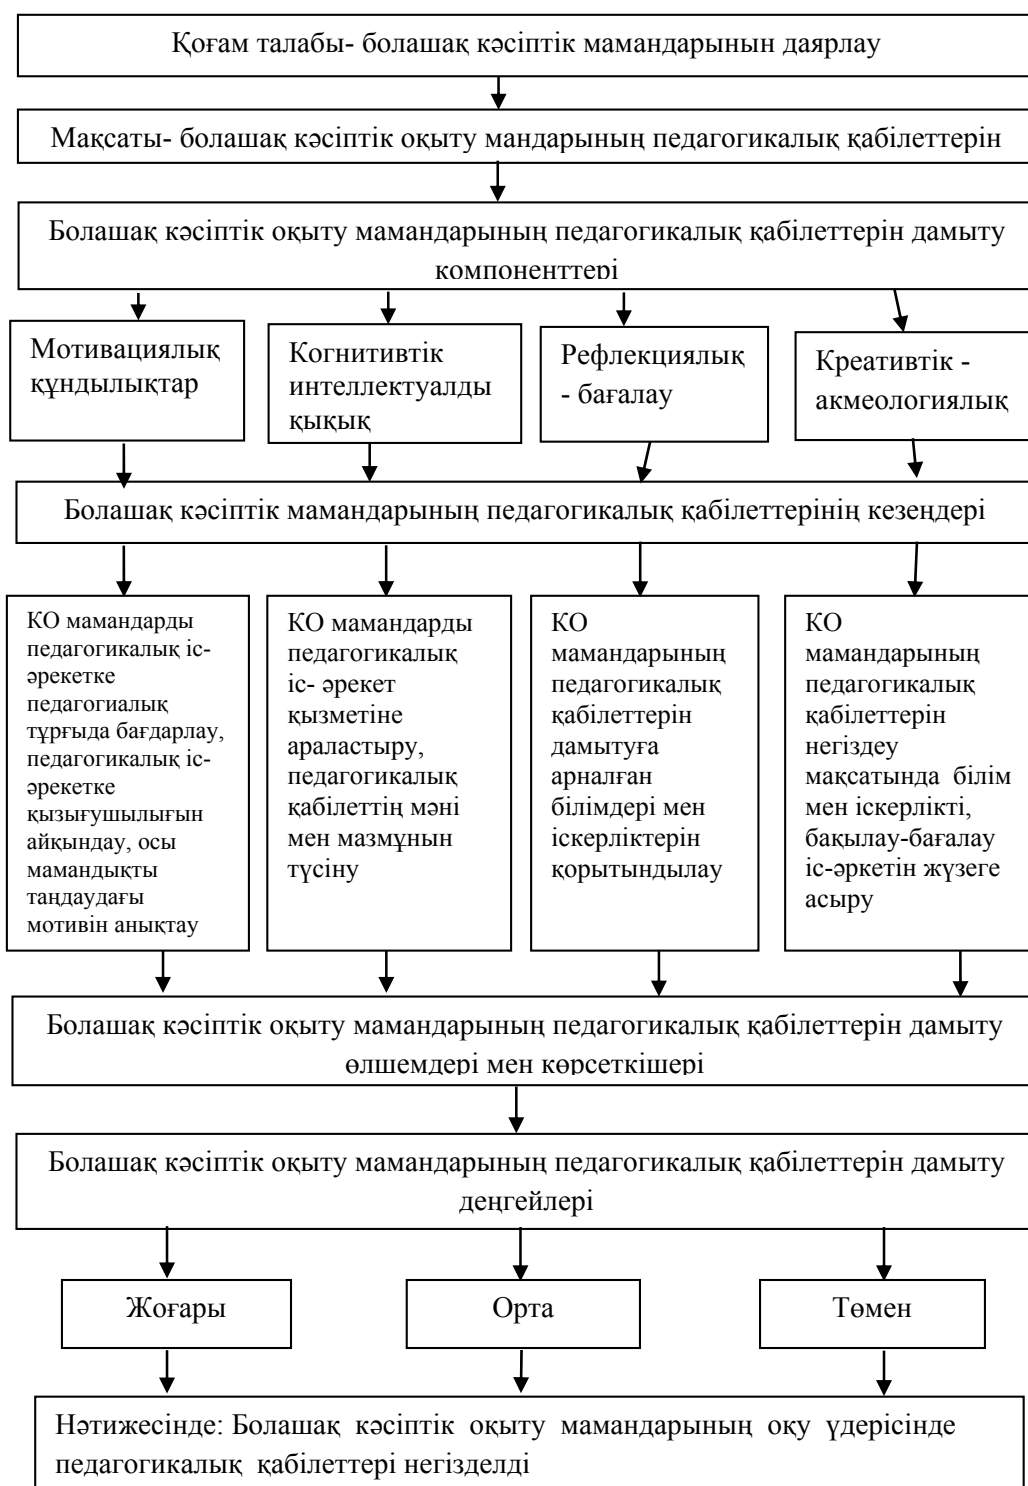 Қоғам талабы- болашақ кәсіптік мамандарынын даярлау
Мақсаты- болашақ кәсіптік оқыту мандарының педагогикалық қабілеттерін
Болашақ кәсіптік оқыту мамандарының педагогикалық қабілеттерін дамыту
компоненттері
Мотивациялық
құндылықтар
Когнитивтік
интеллектуалды
қықық
Рефлекциялық
- бағалау
Креативтік -
акмеологиялық
Болашақ кәсіптік мамандарының педагогикалық қабілеттерінің кезеңдері
КО мамандарды
педагогикалық іс-
әрекетке
педагогиалық
тұрғыда бағдарлау,
педагогикалық іс-
әрекетке
қызығушылығын
айқындау, осы
мамандықты
таңдаудағы
мотивін анықтау
КО мамандарды
педагогикалық
іс- әрекет
қызметіне
араластыру,
педагогикалық
қабілеттің мәні
мен мазмұнын
түсіну
КО
мамандарының
педагогикалық
қабілеттерін
дамытуға
арналған
білімдері мен
іскерліктерін
қорытындылау
КО
мамандарының
педагогикалық
қабілеттерін
негіздеу
мақсатында білім
мен іскерлікті,
бақылау-бағалау
іс-әркетін жүзеге
асыру
Болашақ кәсіптік оқыту мамандарының педагогикалық қабілеттерін дамыту
өлшемдері мен көрсеткішері
Болашақ кәсіптік оқыту мамандарының педагогикалық қабілеттерін дамыту
деңгейлері
Жоғары
Орта
Төмен
Нәтижесінде: Болашақ кәсіптік оқыту мамандарының оқу үдерісінде
педагогикалық қабілеттері негізделді